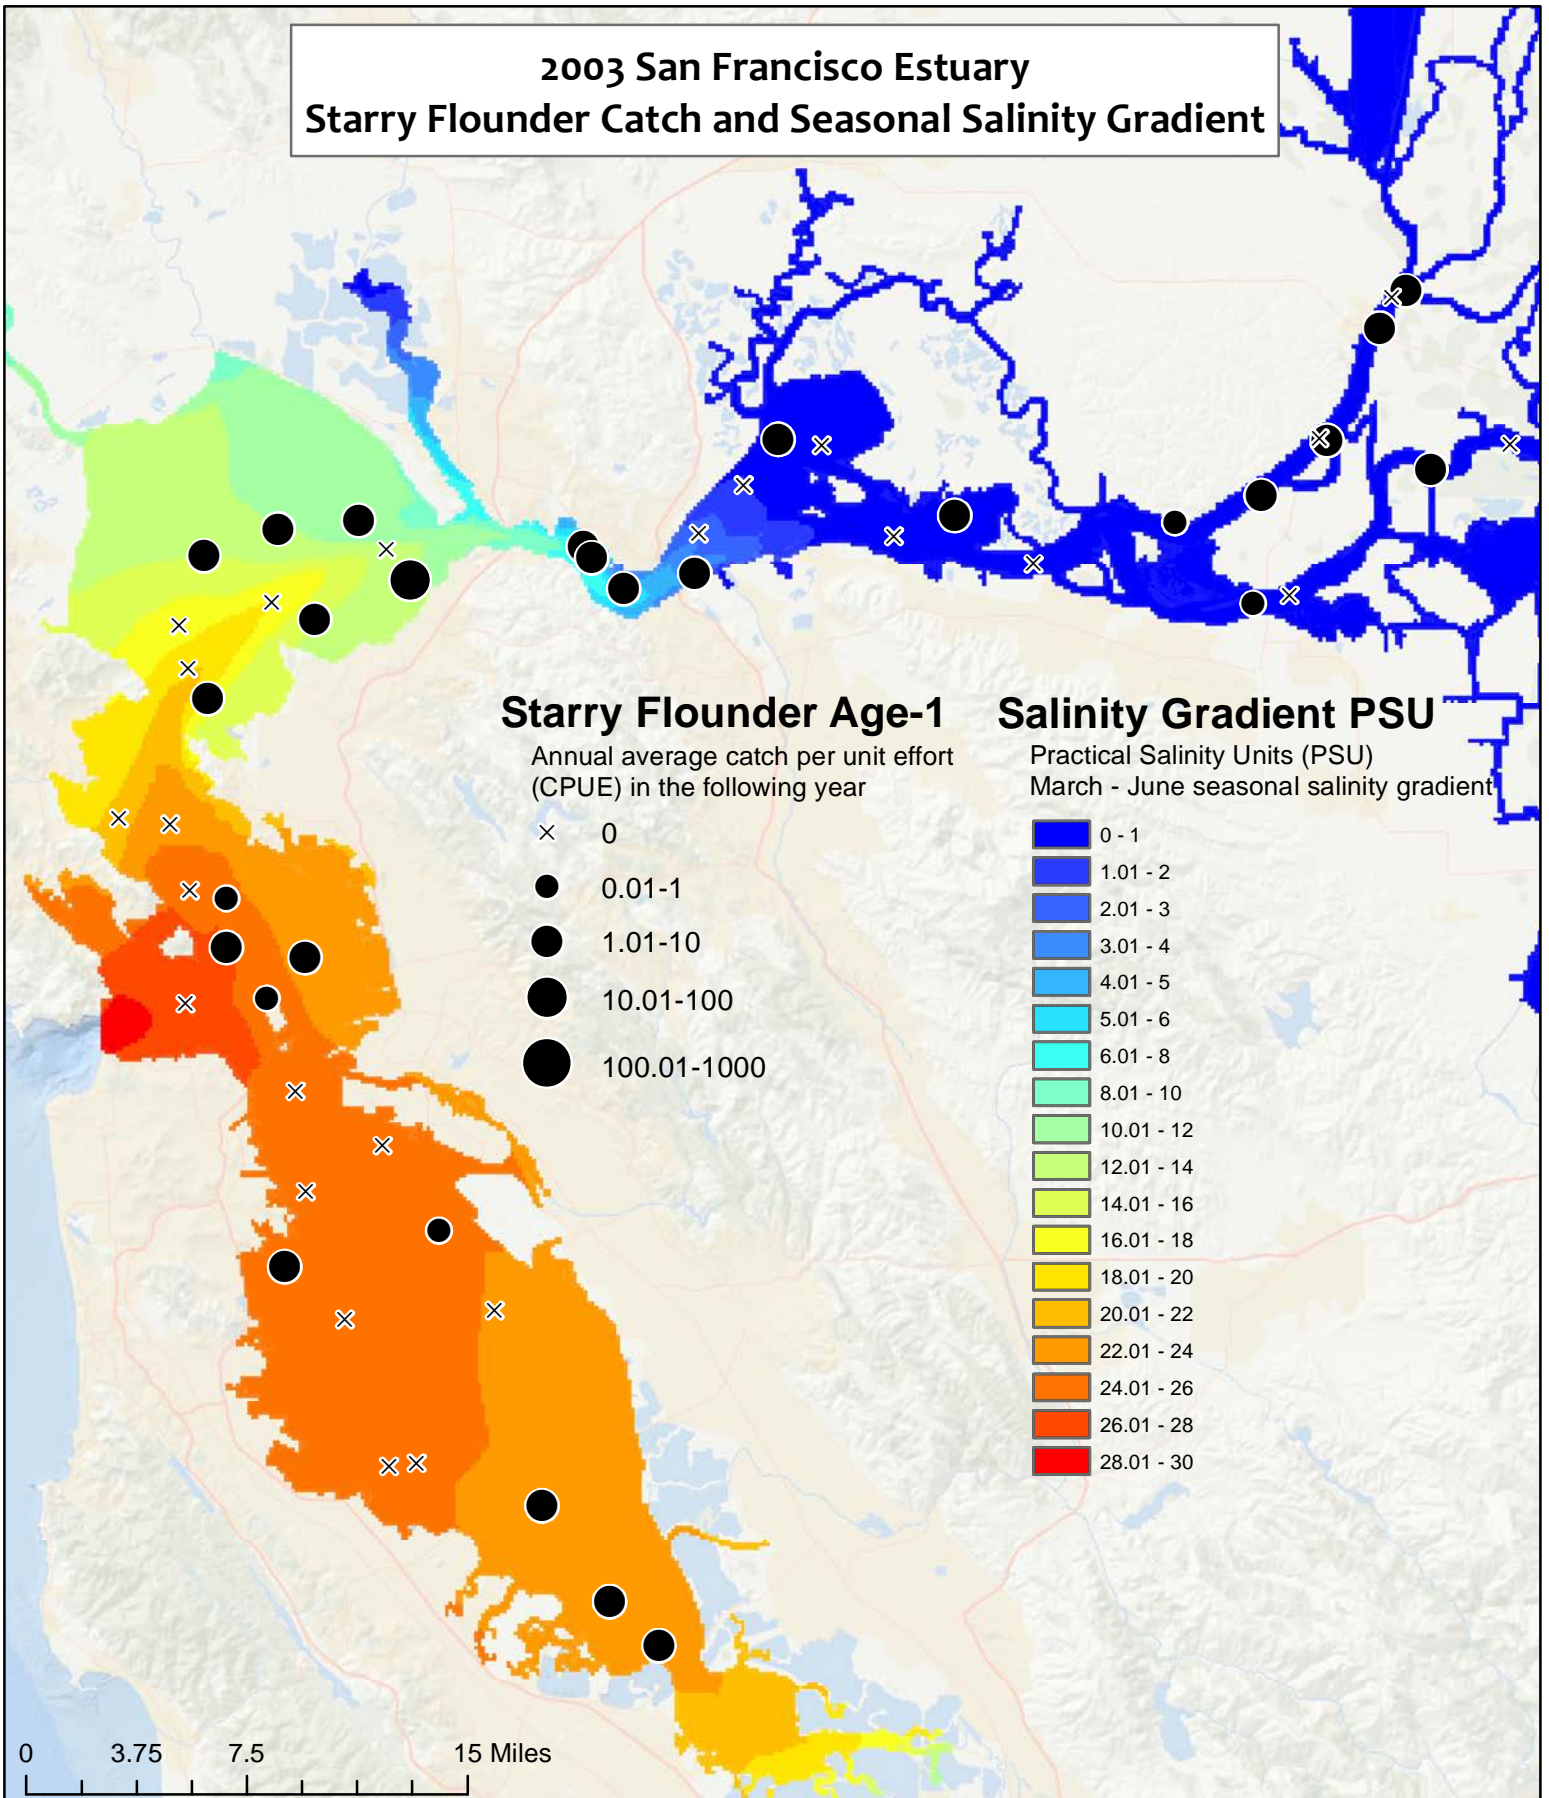 2003 San Francisco Estuary
Starry Flounder Catch and Seasonal Salinity Gradient
Starry Flounder Age-1
Annual average catch per unit effort
(CPUE) in the following year
0
0.01-1
1.01-10
10.01-100
100.01-1000
Salinity Gradient PSU
Practical Salinity Units (PSU)
March - June seasonal salinity gradient
0 - 1
1.01 - 2
2.01 - 3
3.01 - 4
4.01 - 5
5.01 - 6
6.01 - 8
8.01 - 10
10.01 - 12
12.01 - 14
14.01 - 16
16.01 - 18
18.01 - 20
20.01 - 22
22.01 - 24
24.01 - 26
26.01 - 28
28.01 - 30
0 3.75 7.5 15 Miles